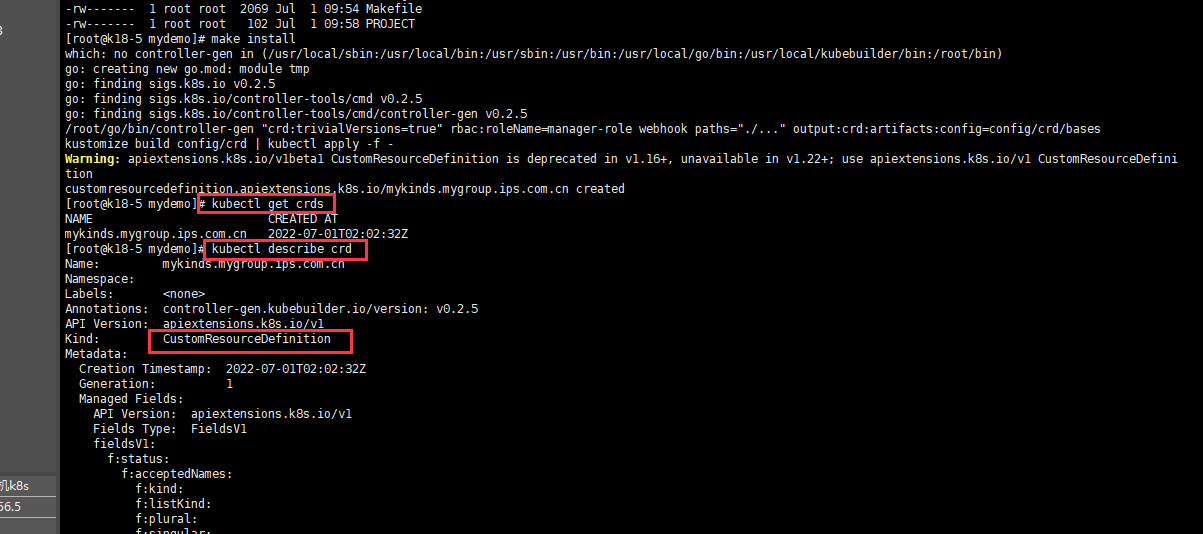 -rw-------  1 root root  2069 Jul  1 09:54 Makefile
-rw-------  1 root root   102 Jul  1 09:58 PROJECT
[root@k18-5 mydemo]# make install
which: no controller-gen in (/usr/local/sbin:/usr/local/bin:/usr/sbin:/usr/bin:/usr/local/go/bin:/usr/local/kubebuilder/bin:/root/bin)
go: creating new go.mod: module tmp
go: finding sigs.k8s.io v0.2.5
go: finding sigs.k8s.io/controller-tools/cmd v0.2.5
go: finding sigs.k8s.io/controller-tools/cmd/controller-gen v0.2.5
/root/go/bin/controller-gen "crd:trivialVersions=true" rbac:roleName=manager-role webhook paths="./..." output:crd:artifacts:config=config/crd/bases
kustomize build config/crd | kubectl apply -f -
Warning: apiextensions.k8s.io/v1beta1 CustomResourceDefinition is deprecated in v1.16+, unavailable in v1.22+; use apiextensions.k8s.io/v1 CustomResourceDefini
tion
customresourcedefinition.apiextensions.k8s.io/mykinds.mygroup.ips.com.cn created
[root@k18-5 mydemo]# kubectl get crds
NAME                         CREATED AT
mykinds.mygroup.ips.com.cn   2022-07-01T02:02:32Z
[root@k18-5 mydemo]# kubectl describe crd
Name:         mykinds.mygroup.ips.com.cn
Namespace:
Labels:       <none>
Annotations:  controller-gen.kubebuilder.io/version: v0.2.5
API Version:  apiextensions.k8s.io/v1
Kind:         CustomResourceDefinition
Metadata:
  Creation Timestamp:  2022-07-01T02:02:32Z
  Generation:          1
  Managed Fields:
    API Version:  apiextensions.k8s.io/v1
    Fields Type:  FieldsV1
    fieldsV1:
      f:status:
        f:acceptedNames:
          f:kind:
          f:listKind:
          f:plural:
          f:singular:
机k8s
56.5